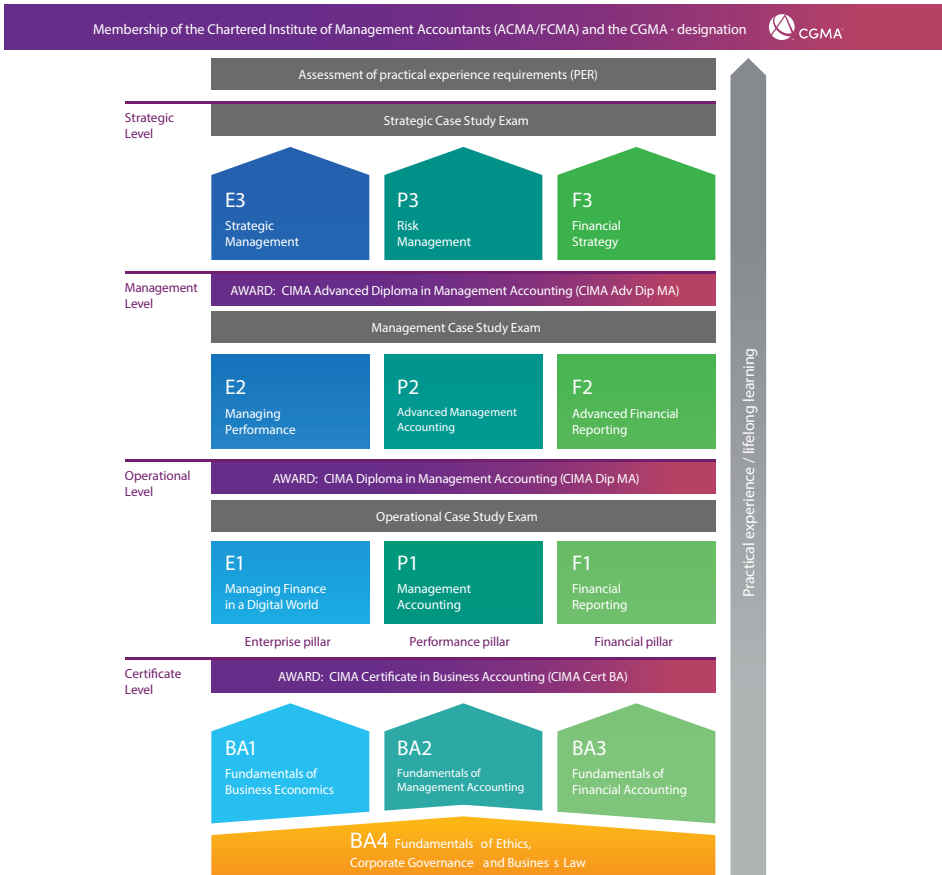 Membership of the Chartered Institute of Management Accountants (ACMA/FCMA) and the CGMA • designation
CGMA
Assessment of practical experience requirements (PER)
Strategic
Level
Strategic Case Study Exam
E3
Strategic
Management
P3
Risk
Management
F3
Financial
Strategy
Management
Level
AWARD: CIMA Advanced Diploma in Management Accounting (CIMA Adv Dip MA)
Management Case Study Exam
E2
Managing
Performance
P2
Advanced Management
Accounting
F2
Advanced Financial
Reporting
Operational
Level
AWARD: CIMA Diploma in Management Accounting (CIMA Dip MA)
Operational Case Study Exam
E1
Managing Finance
in a Digital World
P1
Management
Accounting
F1
Financial
Reporting
Enterprise pillar
Performance pillar
Financial pillar
Certificate
Level
AWARD: CIMA Certificate in Business Accounting (CIMA Cert BA)
BA1
Fundamentals of
Business Economics
BA2
Fundamentals of
Management Accounting
BA3
Fundamentals of
Financial Accounting
BA4 Fundamentals of Ethics,
Corporate Governance and Busines s Law
Practical experience / lifelong learning